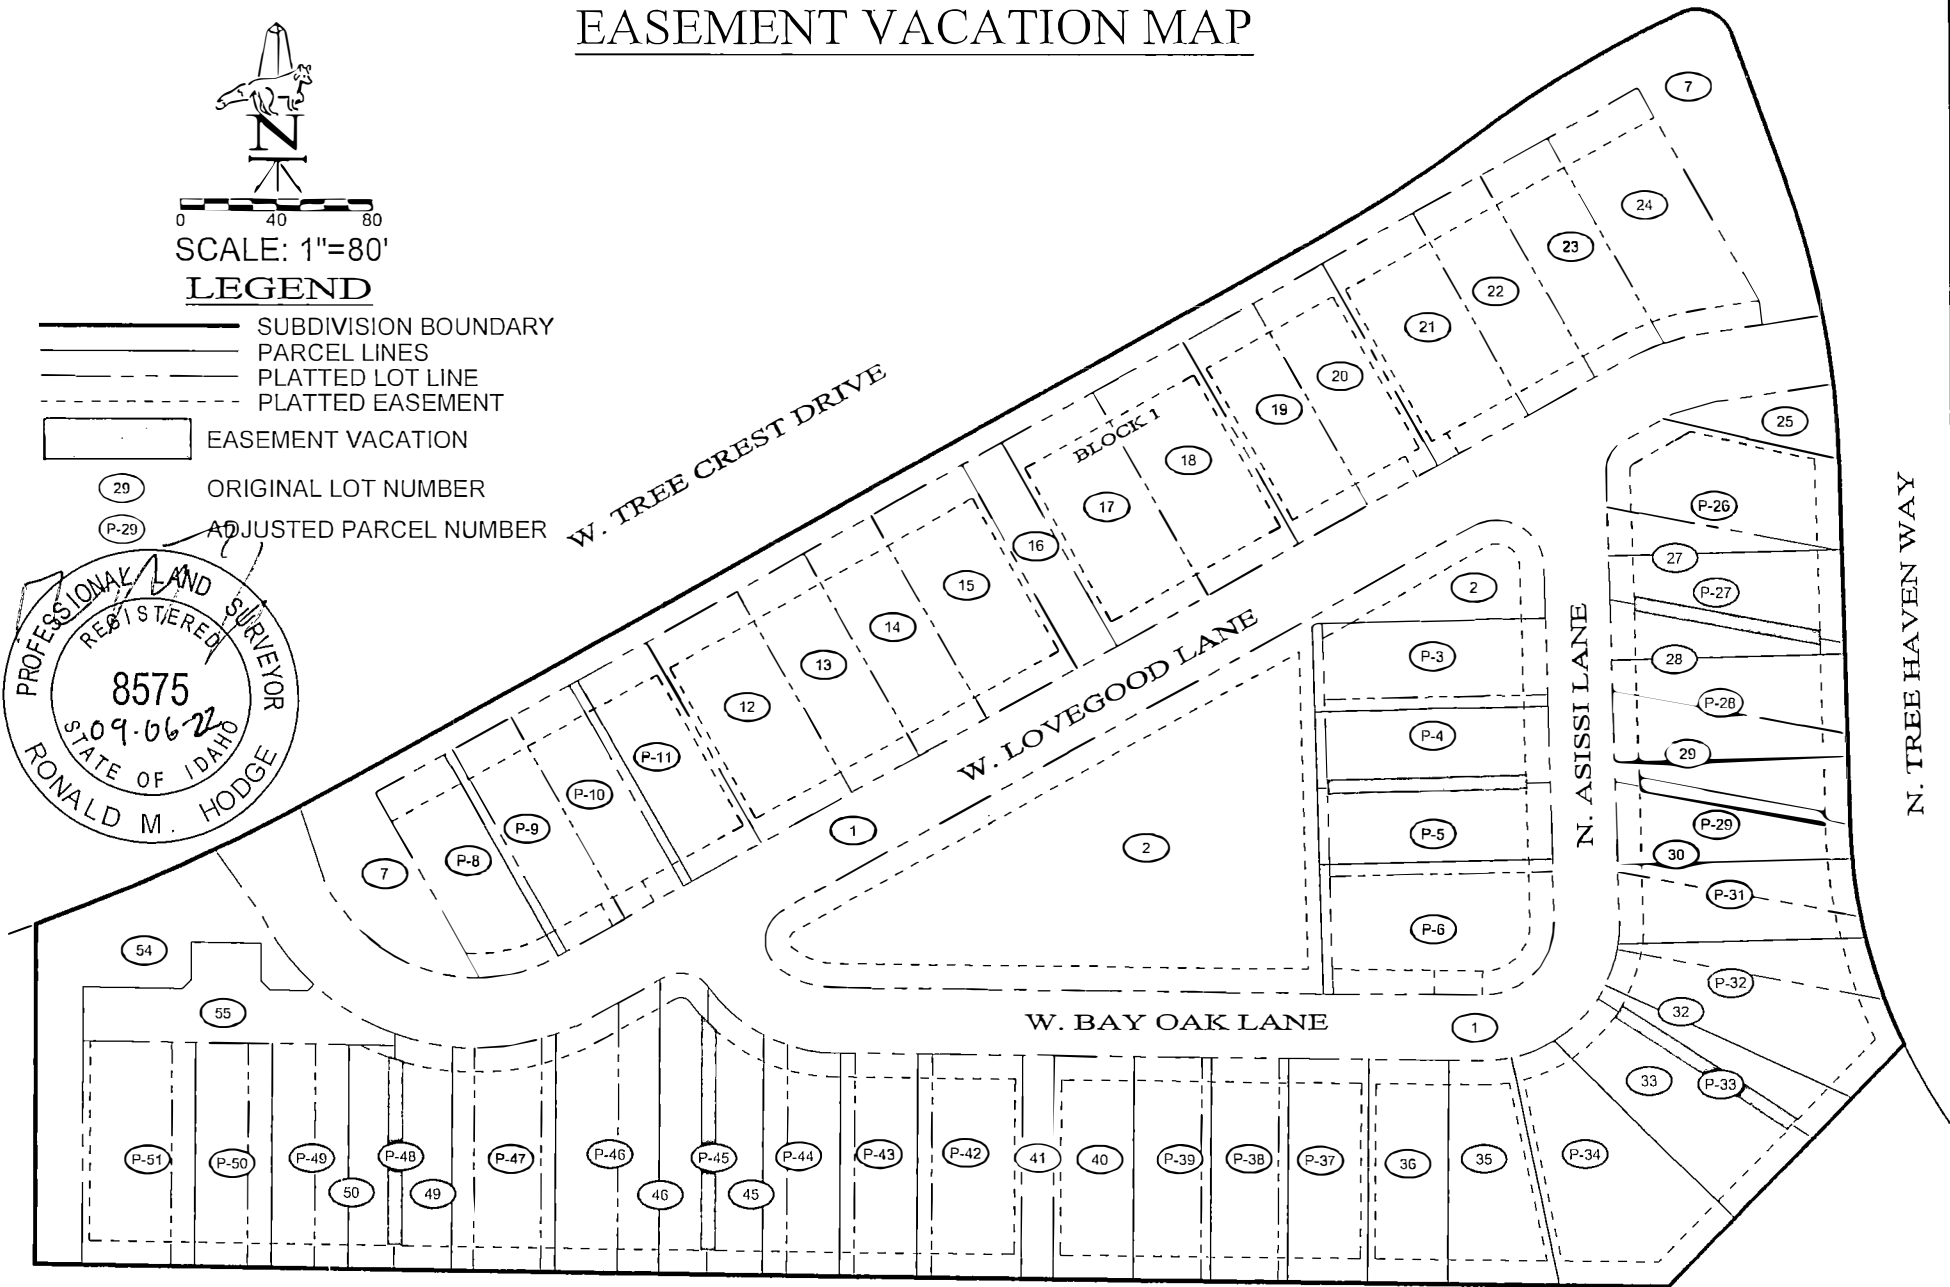 EASEMENT VACATION MAP
N
0 40 80
SCALE: 1"=80'
LEGEND
SUBDIVISION BOUNDARY
PARCEL LINES
PLATTED LOT LINE
PLATTED EASEMENT
EASEMENT VACATION
29 ORIGINAL LOT NUMBER
P-29 ADJUSTED PARCEL NUMBER
PROFESSIONAL LAND SURVEYOR
REGISTERED
8575
09-06-22
STATE OF IDAHO
RONALD M. HODGE
W. TREE CREST DRIVE
BLOCK 1
W. LOVEGOOD LANE
N. ASISSI LANE
N. TREE HAVEN WAY
W. BAY OAK LANE
7
24
23
22
21
20
19
18
17
16
15
14
13
12
P-11
P-10
P-9
P-8
7
1
2
2
P-3
P-4
P-5
P-6
1
25
P-26
27
P-27
28
P-28
29
P-29
30
P-31
P-32
32
33
P-33
P-34
54
55
P-51
P-50
P-49
50
P-48
49
P-47
P-46
46
P-45
45
P-44
P-43
P-42
41
40
P-39
P-38
P-37
36
35